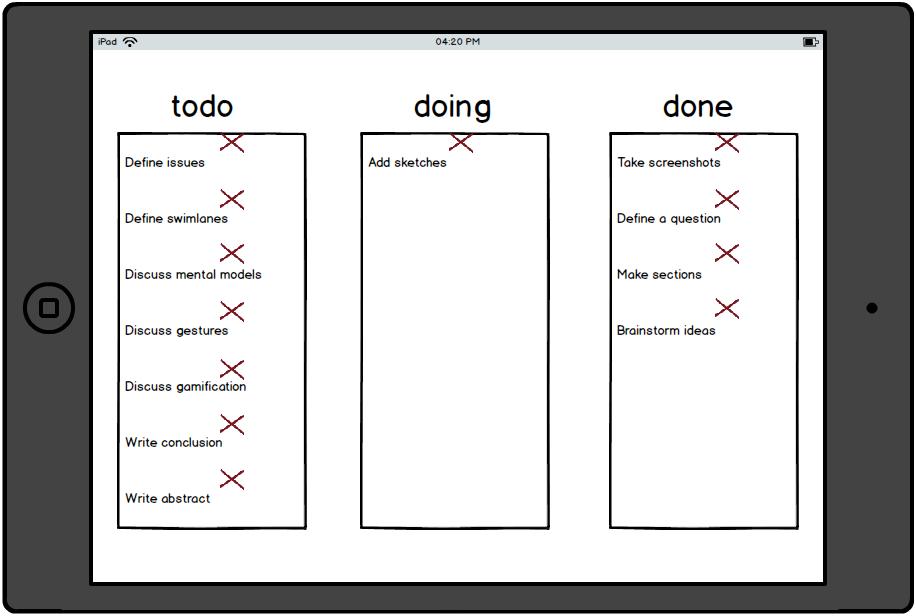 iPad
04:20 PM
todo
Define issues
Define swimlanes
Discuss mental models
Discuss gestures
Discuss gamification
Write conclusion
Write abstract
doing
Add sketches
done
Take screenshots
Define a question
Make sections
Brainstorm ideas